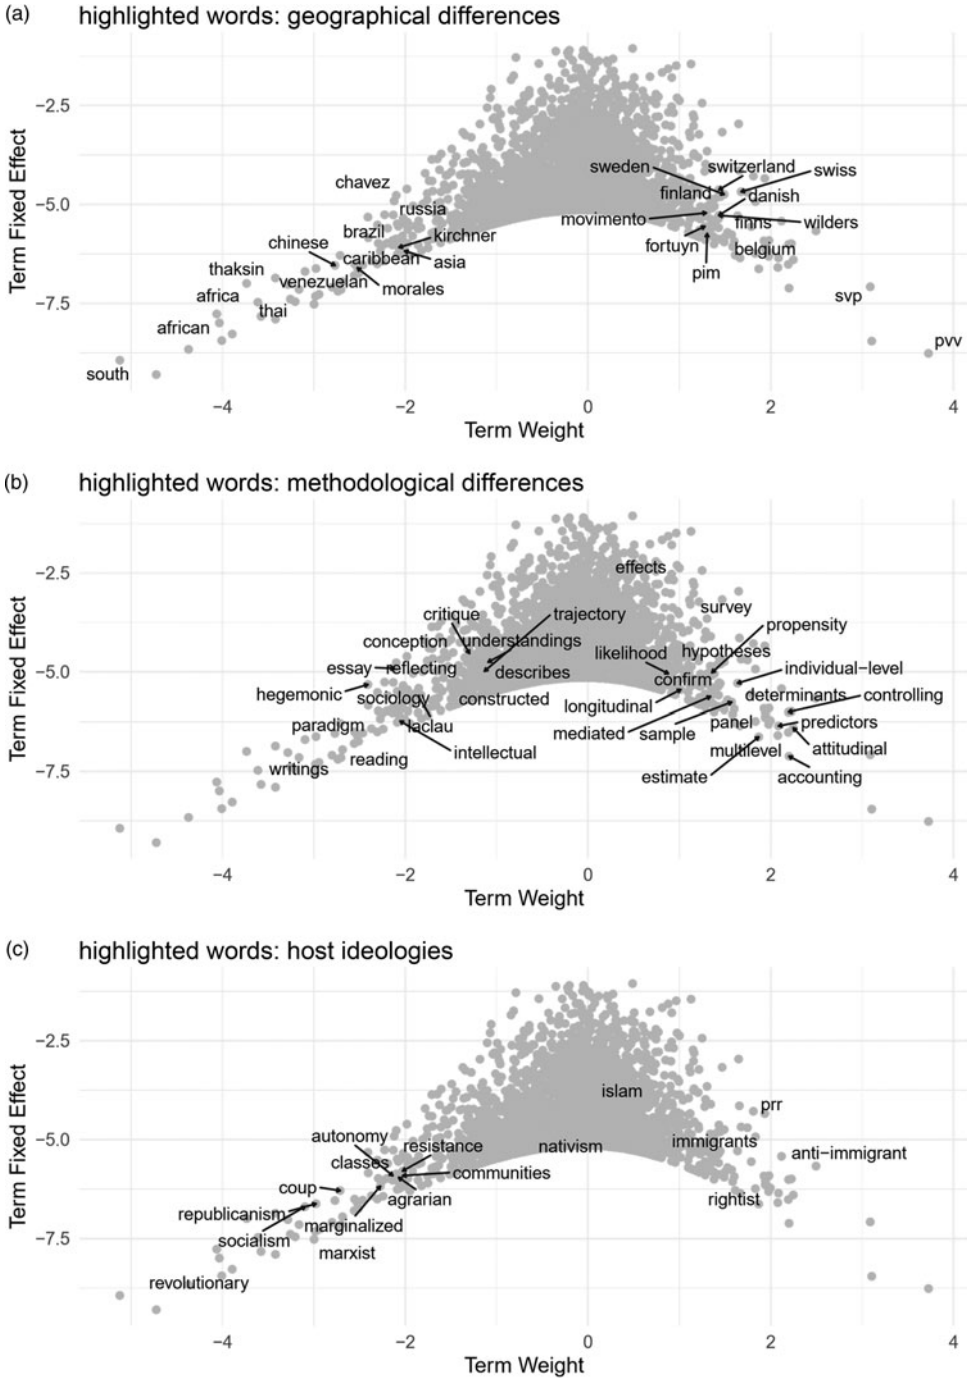 (a) highlighted words: geographical differences
Term Fixed Effect
−2.5
−5.0
−7.5
sweden
switzerland
swiss
chavez
finland
danish
russia
movimento
finns
wilders
brazil
kirchner
chinese
fortuyn
belgium
caribbean
asia
thaksin
pim
venezuelan
morales
africa
svp
thai
african
pvv
south
−4 −2 0 2 4
Term Weight
(b) highlighted words: methodological differences
Term Fixed Effect
−2.5
−5.0
−7.5
effects
survey
critique
trajectory
propensity
conception
understandings
likelihood
hypotheses
essay
reflecting
describes
confirm
individual−level
hegemonic
sociology
constructed
longitudinal
determinants
controlling
paradigm
laclau
mediated
sample
panel
predictors
intellectual
reading
multilevel
attitudinal
writings
estimate
accounting
−4 −2 0 2 4
Term Weight
(c) highlighted words: host ideologies
Term Fixed Effect
−2.5
−5.0
−7.5
islam
prr
autonomy
resistance
nativism
immigrants
classes
communities
anti−immigrant
coup
agrarian
rightist
republicanism
marginalized
socialism
marxist
revolutionary
−4 −2 0 2 4
Term Weight